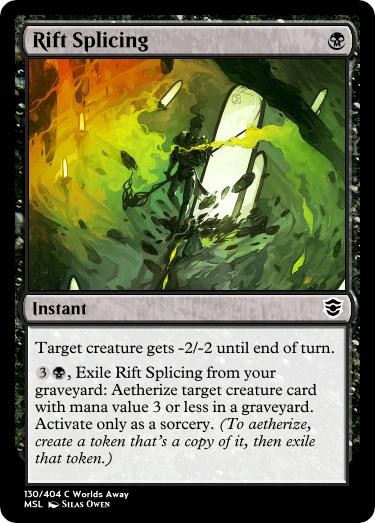 Rift Splicing
Instant
Target creature gets -2/-2 until end of turn.
3 , Exile Rift Splicing from your
graveyard: Aetherize target creature card
with mana value 3 or less in a graveyard.
Activate only as a sorcery. (To aetherize,
create a token that's a copy of it, then exile
that token.)
130/404 C Worlds Away
MSL Silas Owen